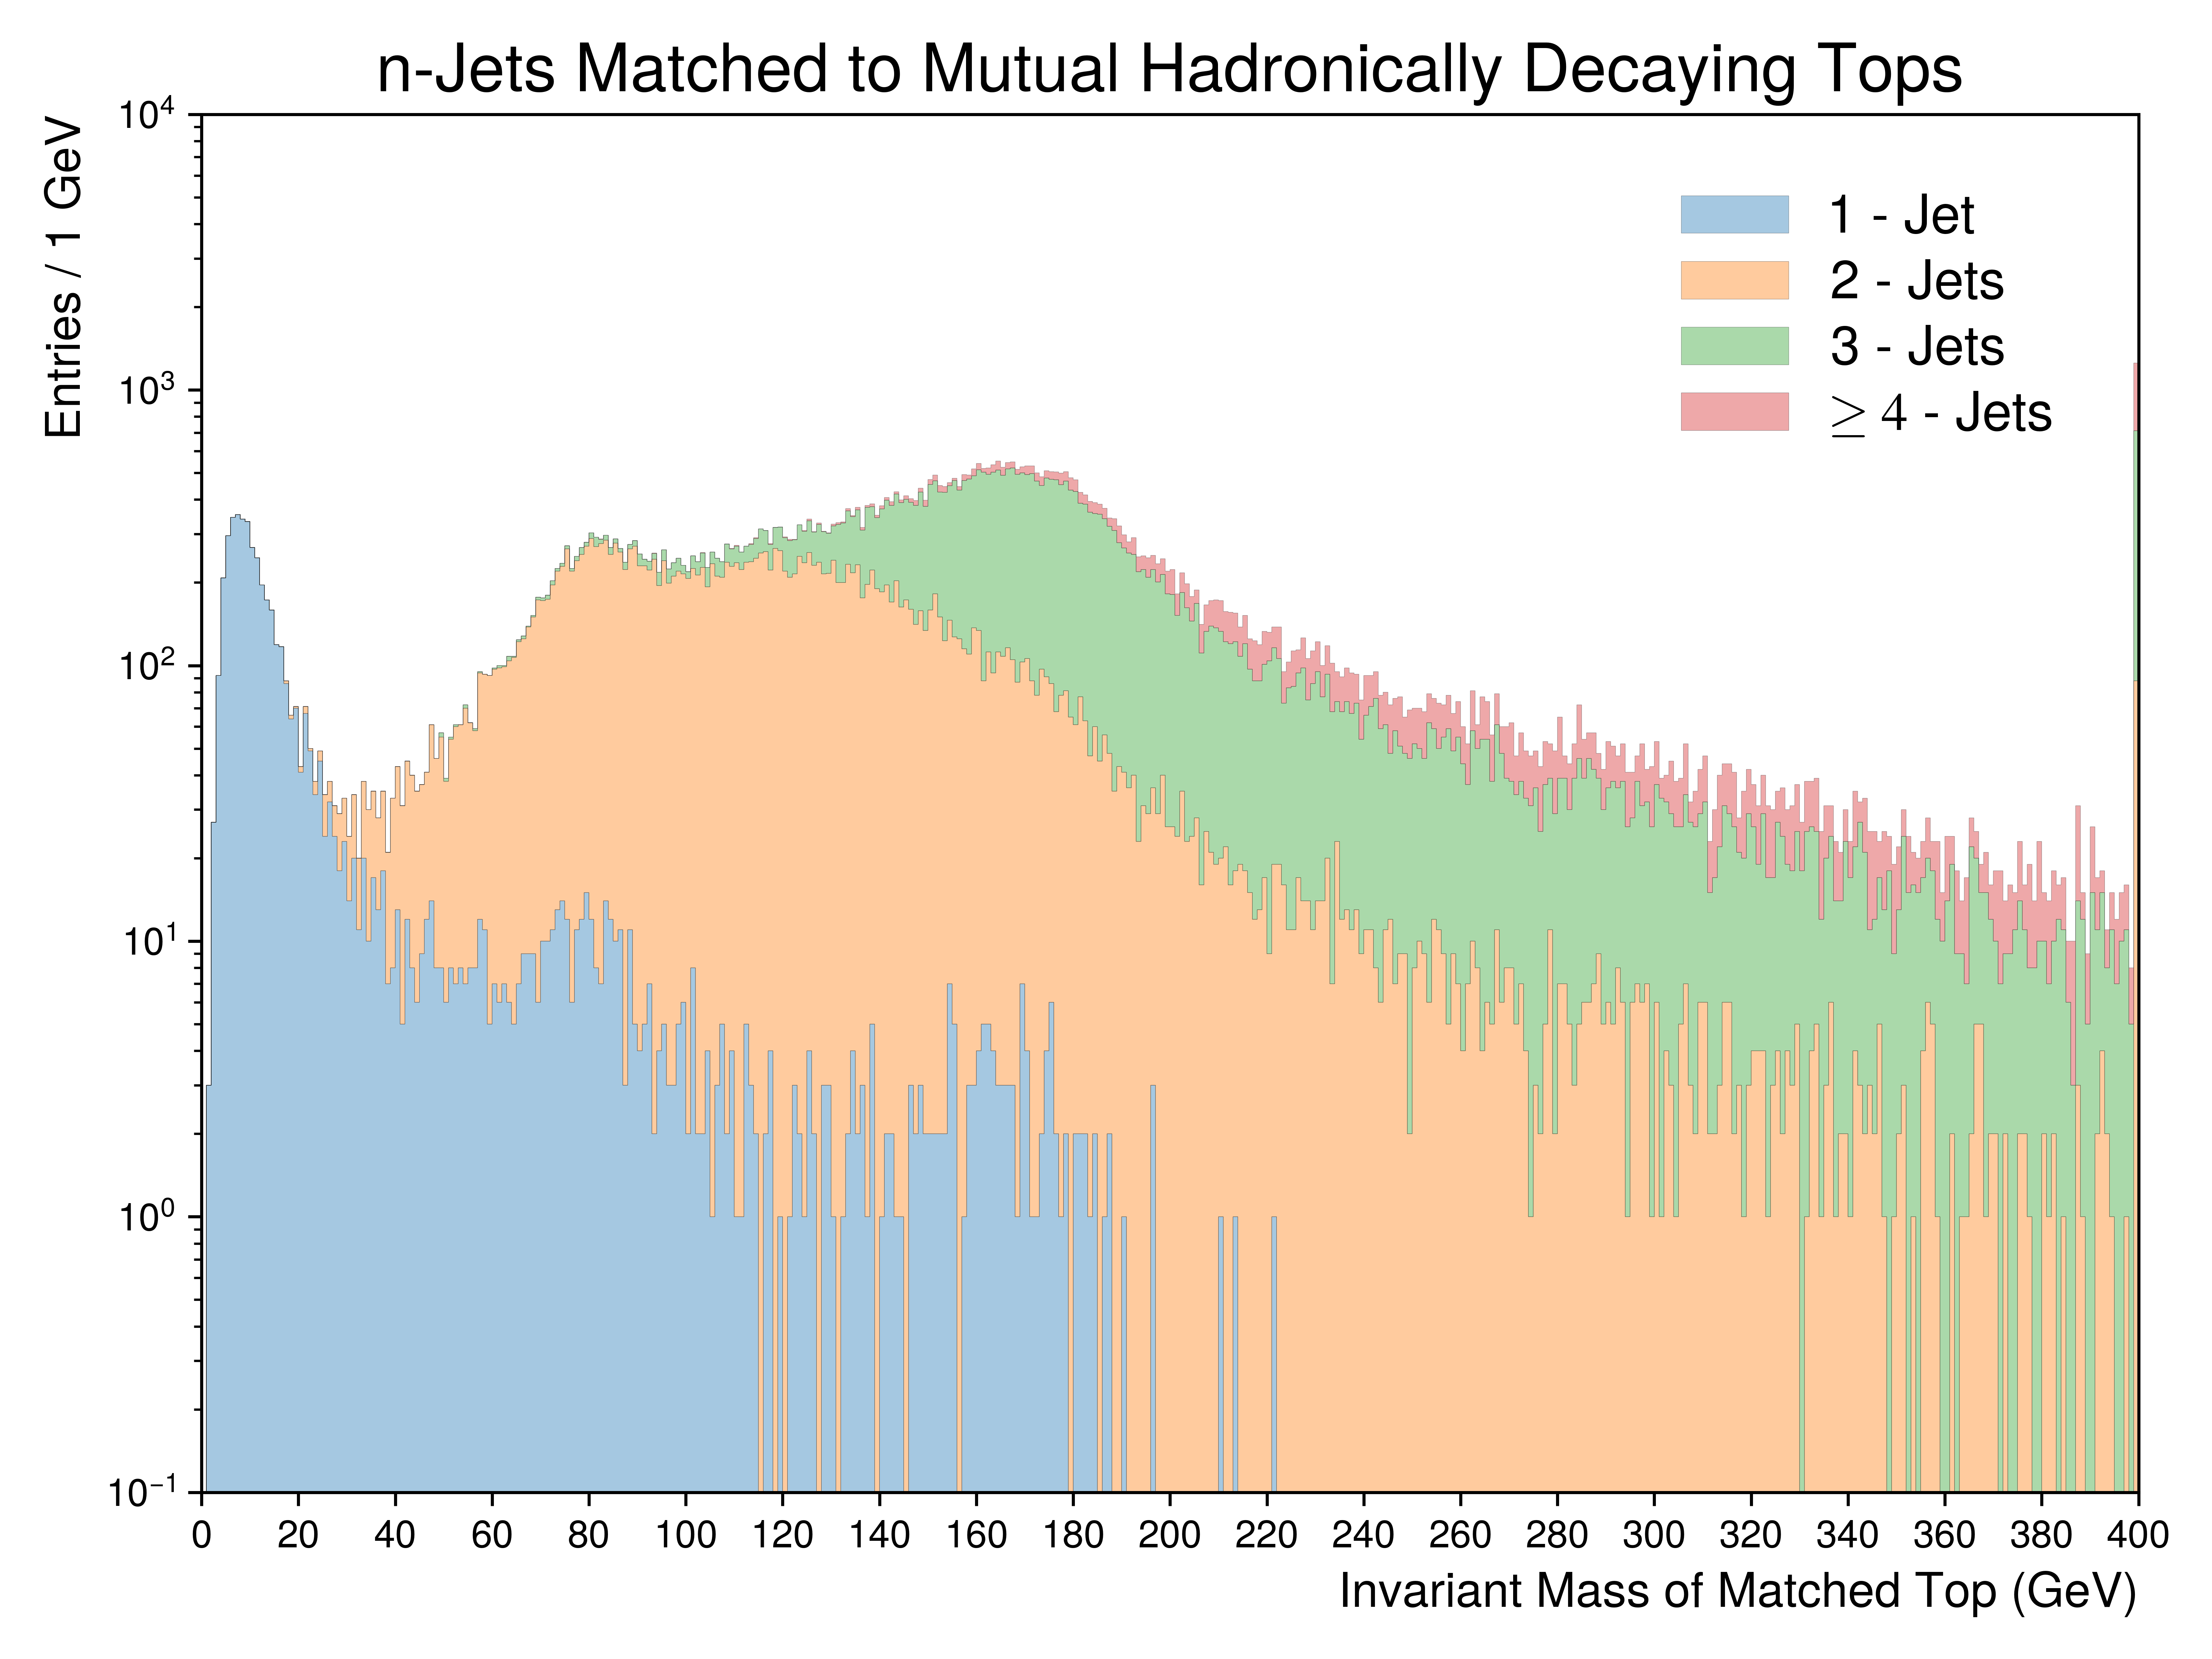 n-Jets Matched to Mutual Hadronically Decaying Tops
Entries / 1 GeV
10⁴
10³
10²
10¹
10⁰
10⁻¹
1 - Jet
2 - Jets
3 - Jets
≥ 4 - Jets
0 20 40 60 80 100 120 140 160 180 200 220 240 260 280 300 320 340 360 380 400
Invariant Mass of Matched Top (GeV)